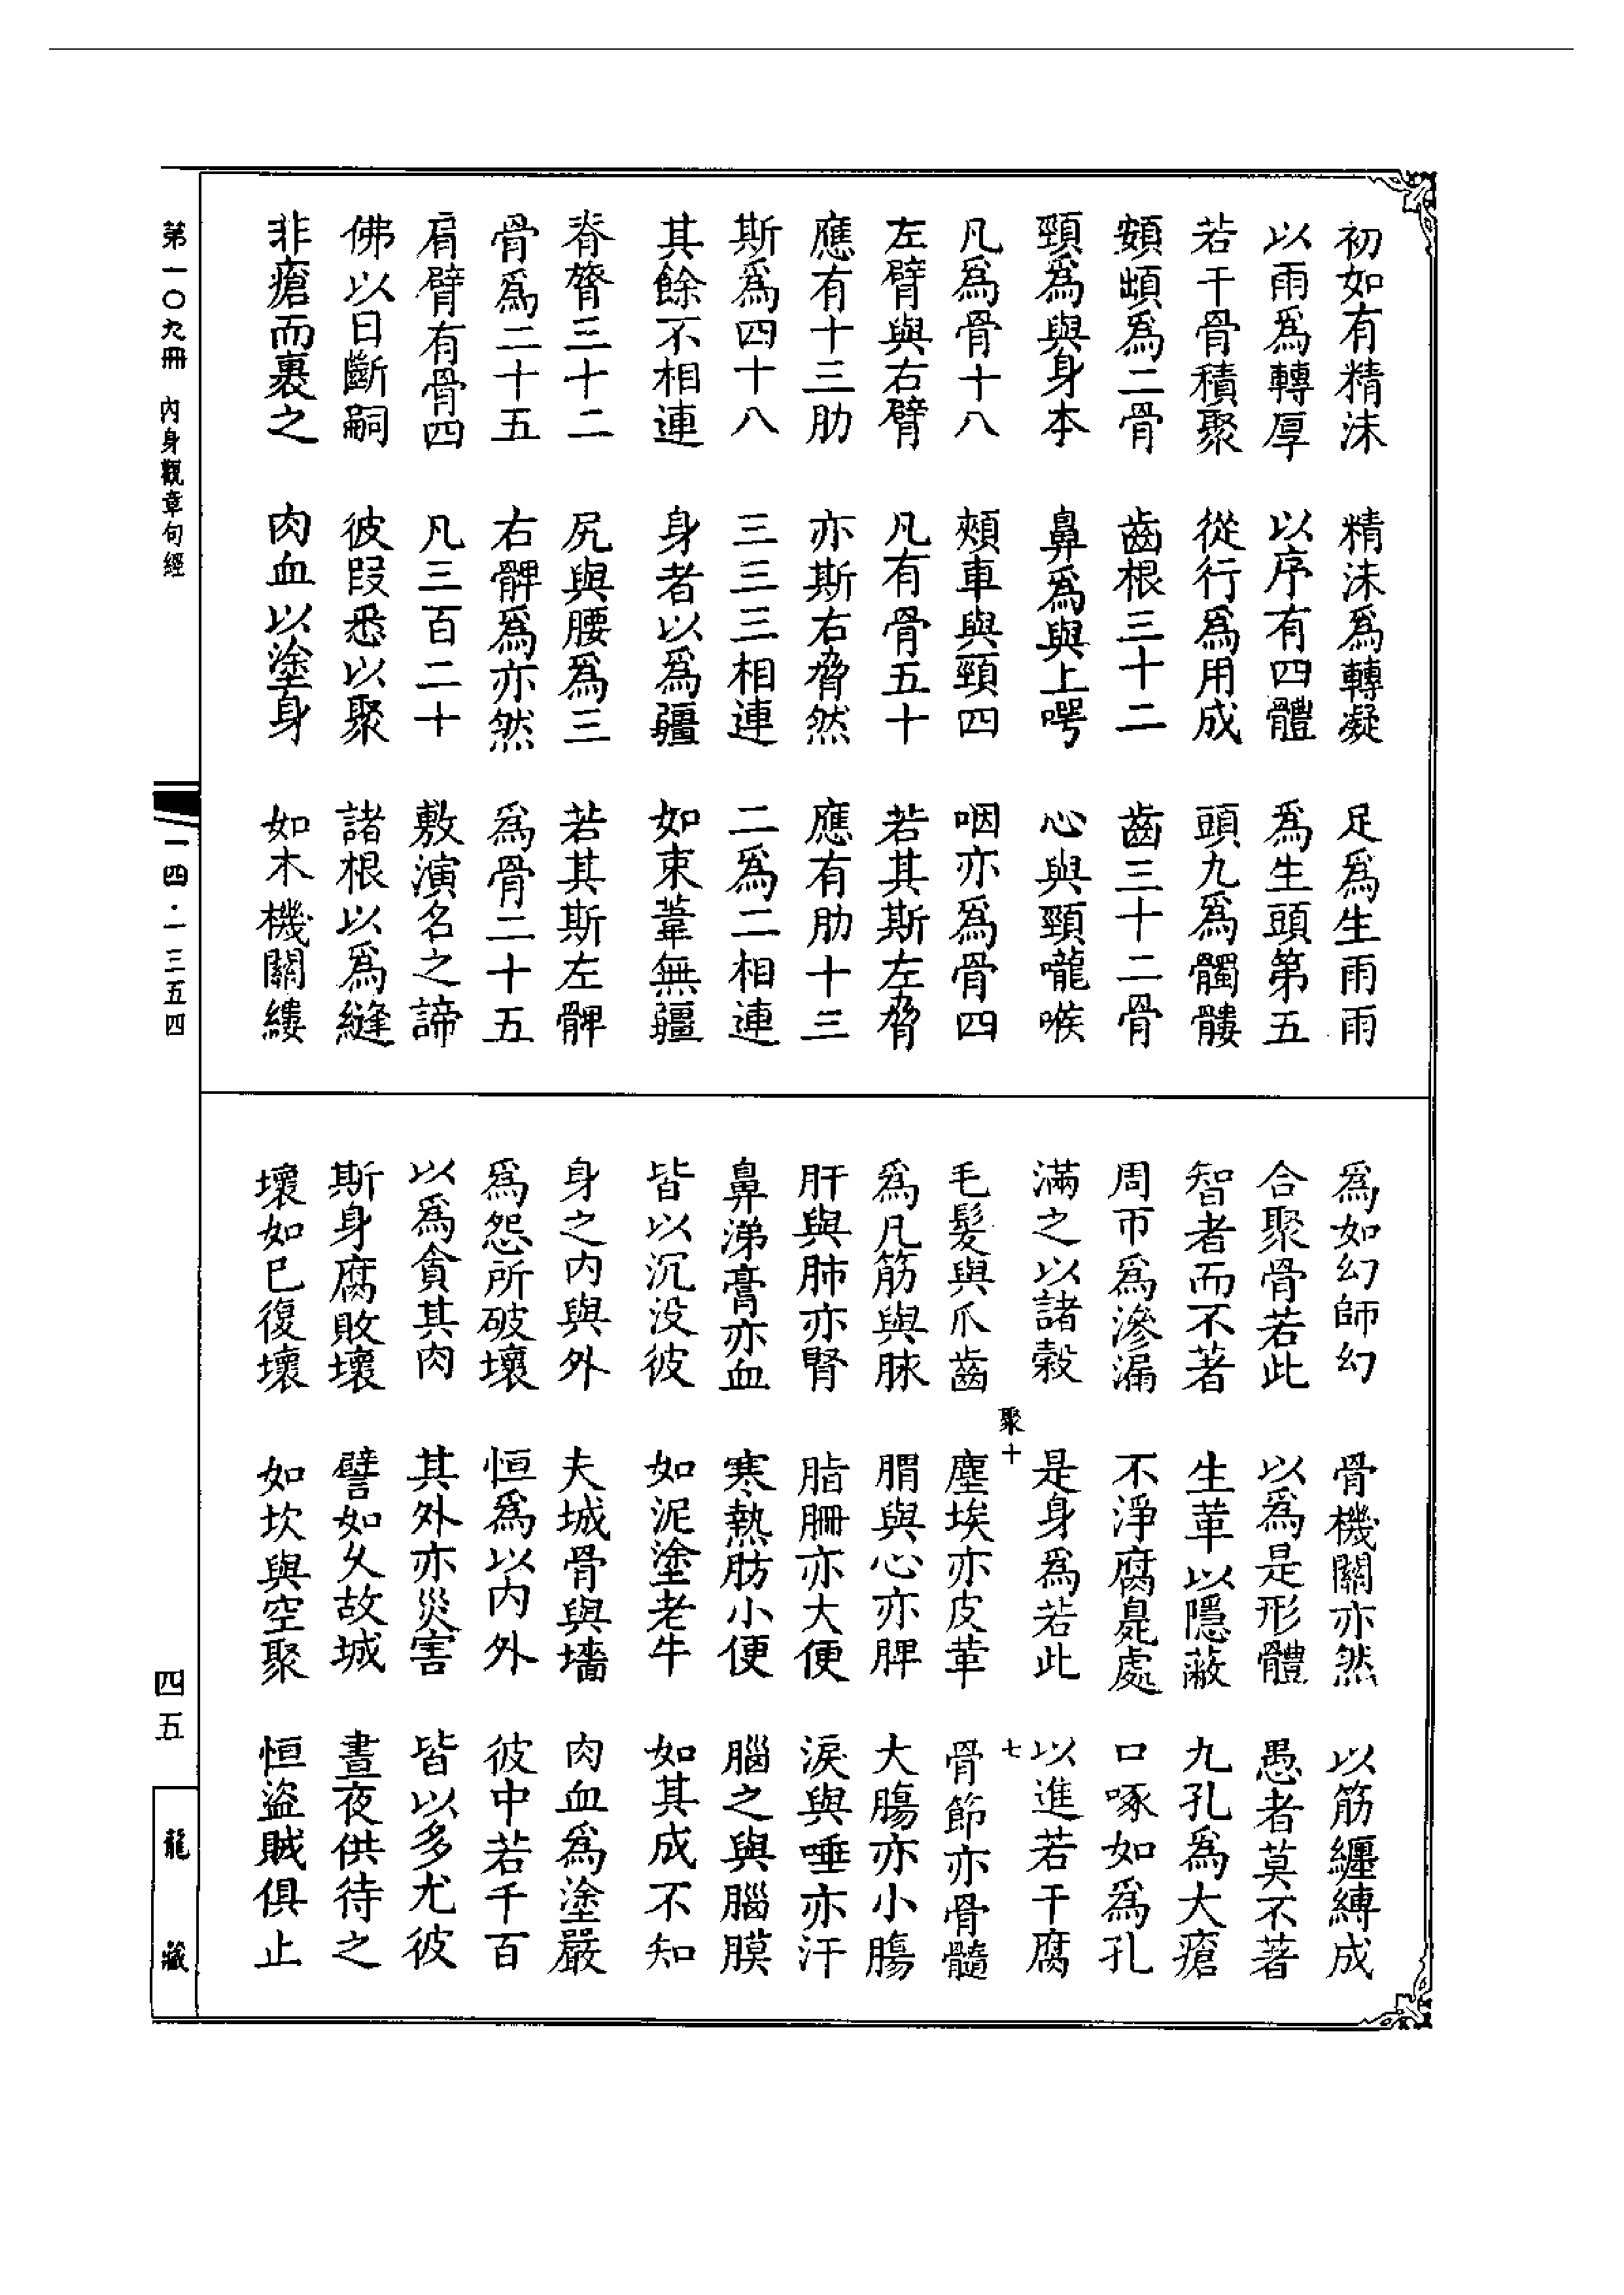 初如有精沫　精沫爲轉凝　足爲生雨雨
以雨爲轉厚　以序有四體　爲生頭第五
若干骨積聚　從行爲用成　頭九爲髑髏
頰䪼爲二骨　齒根三十二　齒三十二骨
頸爲與身本　鼻爲與上咢　心與頸嚨喉
凡爲骨十八　頰車與頸四　咽亦爲骨四
左臂與右臂　凡有骨五十　若其斯左脅
應有十三肋　亦斯右脅然　應有肋十三
斯爲四十八　三三三相連　二爲二相連
其餘不相連　身者以爲疆　如束葦無疆
脊膂三十二　尻與腰爲三　若其斯左髀
骨爲二十五　右髀爲亦然　爲骨二十五
肩臂有骨四　凡三百二十　敷演名之諦
佛以日斷嗣　彼叚悉以聚　諸根以爲縫
非瘡而裹之　肉血以塗身　如木機關縷
爲如幻師幻　骨機關亦然　以筋纏縛成
合聚骨若此　以爲是形體　愚者莫不著
智者而不著　生革以隱蔽　九孔爲大瘡
周帀爲滲漏　不淨腐臭處　口啄如爲孔
滿之以諸穀　是身爲若此　以進若干腐
聚十　七
毛髮與爪齒　塵埃亦皮革　骨節亦骨髓
爲凡筋與脉　䐜與心亦脾　大腸亦小腸
肝與肺亦腎　脂𦙱亦大便　淚與唾亦汗
鼻涕膏亦血　寒熱肪小便　腦之與腦膜
皆以沉没彼　如泥塗老牛　如其成不知
身之内與外　夫城骨與墻　肉血爲塗嚴
爲怨所破壞　恒爲以内外　彼中若千百
以爲貪其肉　其外亦災害　皆以多尤彼
斯身腐敗壞　譬如久故城　晝夜供待之
壞如已復壞　如坎與空聚　恒盜賊俱止
第一〇九冊　內身觀章句經
一四·一三五四
四五
龍藏